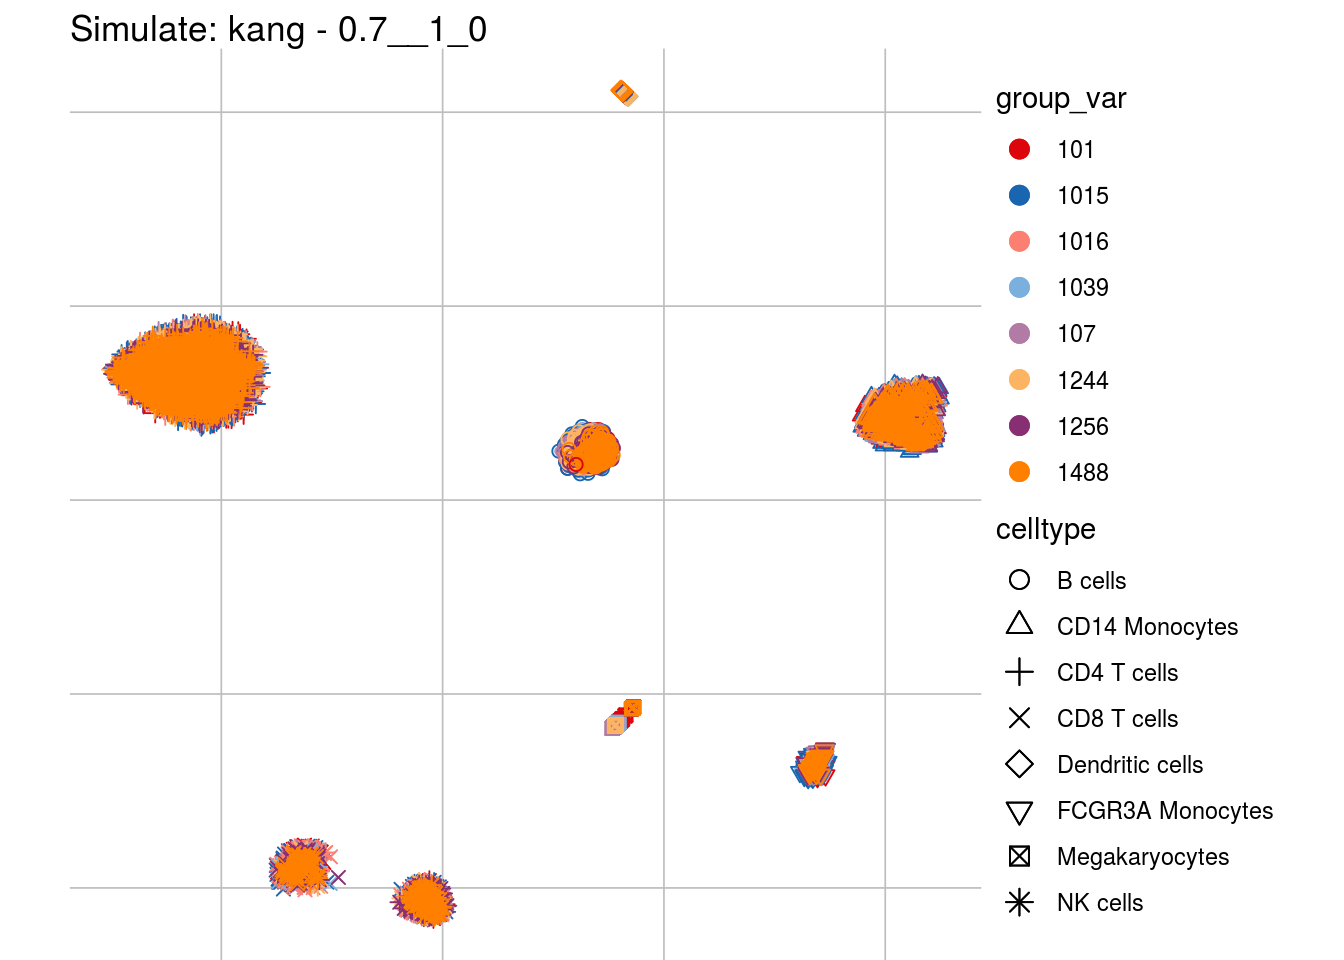 Simulate: kang - 0.7__1_0
group_var
101
1015
1016
1039
107
1244
1256
1488
celltype
B cells
CD14 Monocytes
CD4 T cells
CD8 T cells
Dendritic cells
FCGR3A Monocytes
Megakaryocytes
NK cells